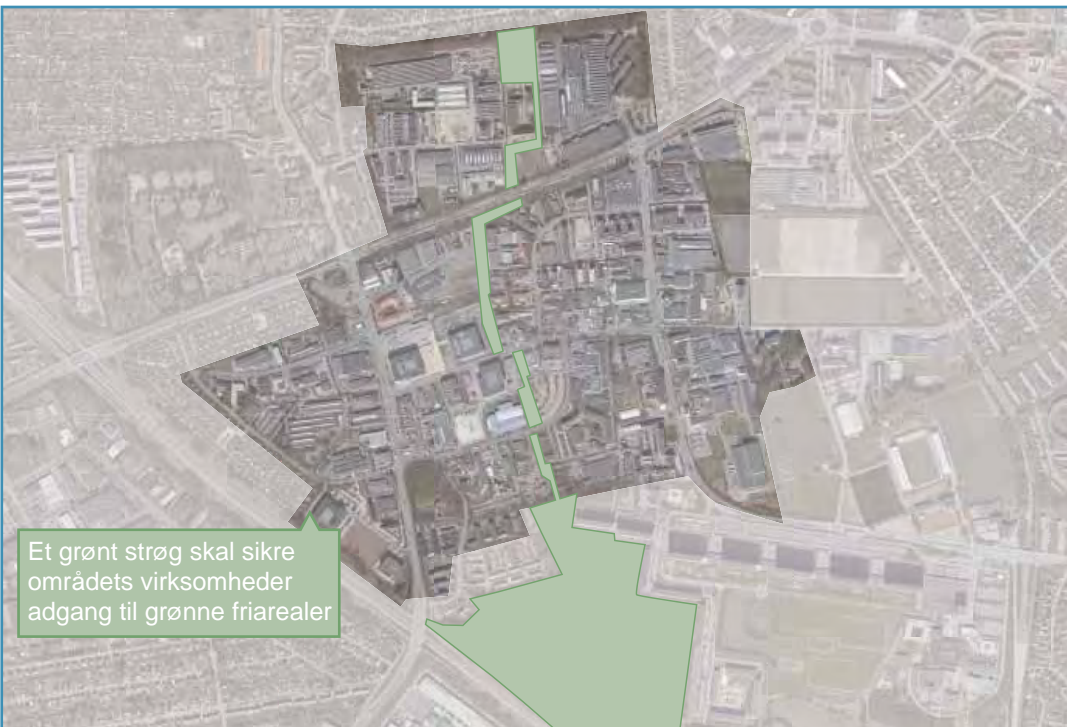 Et grønt strøg skal sikre
områdets virksomheder
adgang til grønne friarealer